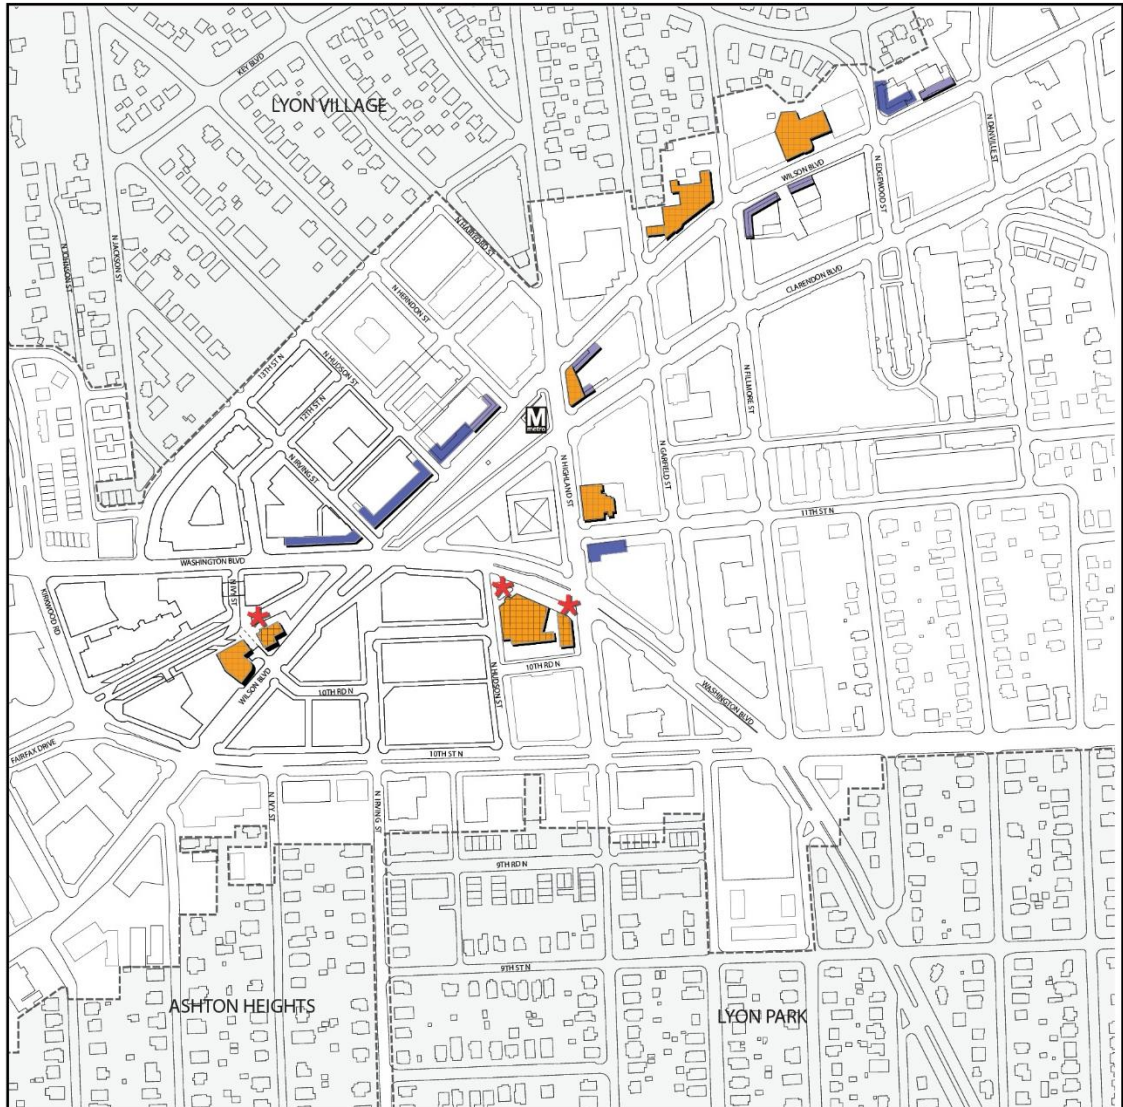 KEY BLVD
LYON VILLAGE
N DANVILLE ST
N EDGEWOOD ST
WILSON BLVD
N HARTFORD ST
N JACKSON ST
N JOHNSON ST
CLARENDON BLVD
N HERNDON ST
13TH ST N
N HUDSON ST
12TH ST N
N FILLMORE ST
M
metro
N IRVING ST
N HIGHLAND ST
N GARFIELD ST
11TH ST N
WASHINGTON BLVD
N IVY ST
KIRKWOOD RD
10TH RD N
N HUDSON ST
WILSON BLVD
10TH RD N
WASHINGTON BLVD
FAIRFAX DRIVE
10TH ST N
N IVY ST
N IRVING ST
9TH RD N
9TH ST N
ASHTON HEIGHTS
LYON PARK